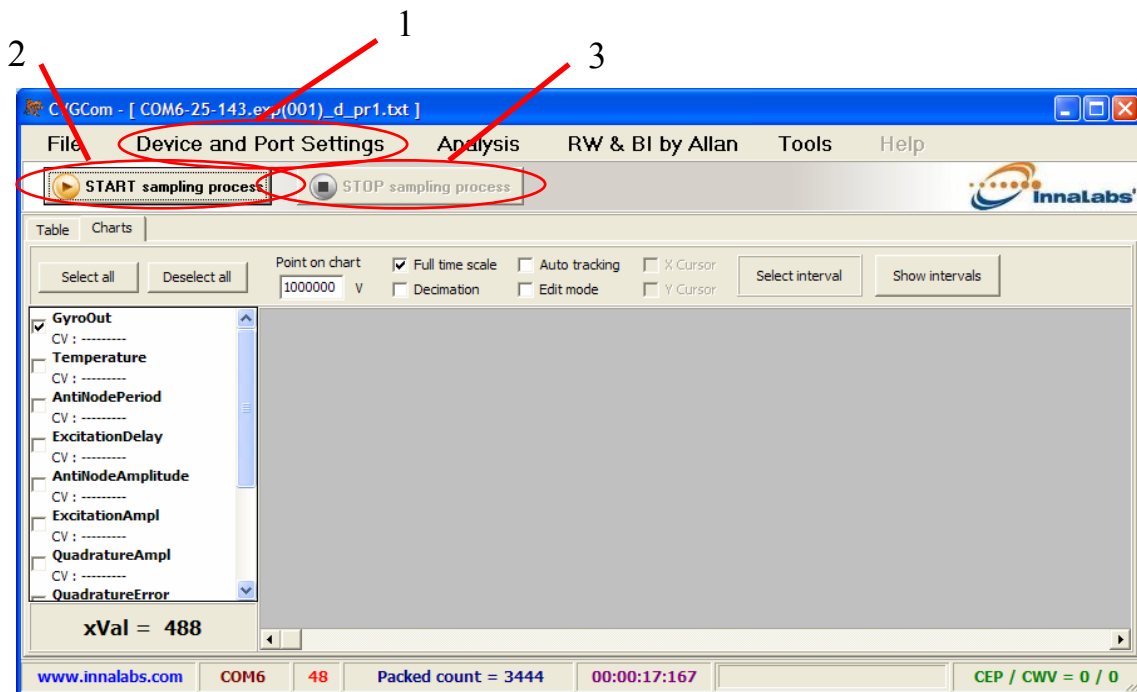 1
2
3
CVGCom - [ COM6-25-143.exp(001)_d_pr1.txt ]
File Device and Port Settings Analysis RW & BI by Allan Tools Help
START sampling process STOP sampling process
InnaLabs
Table Charts
Select all Deselect all Point on chart 1000000 V
Full time scale Auto tracking X Cursor
Decimation Edit mode Y Cursor
Select interval Show intervals
GyroOut
CV : ---------
Temperature
CV : ---------
AntiNodePeriod
CV : ---------
ExcitationDelay
CV : ---------
AntiNodeAmplitude
CV : ---------
ExcitationAmpl
CV : ---------
QuadratureAmpl
CV : ---------
QuadratureError
xVal = 488
www.innalabs.com COM6 48 Packed count = 3444 00:00:17:167 CEP / CWV = 0 / 0